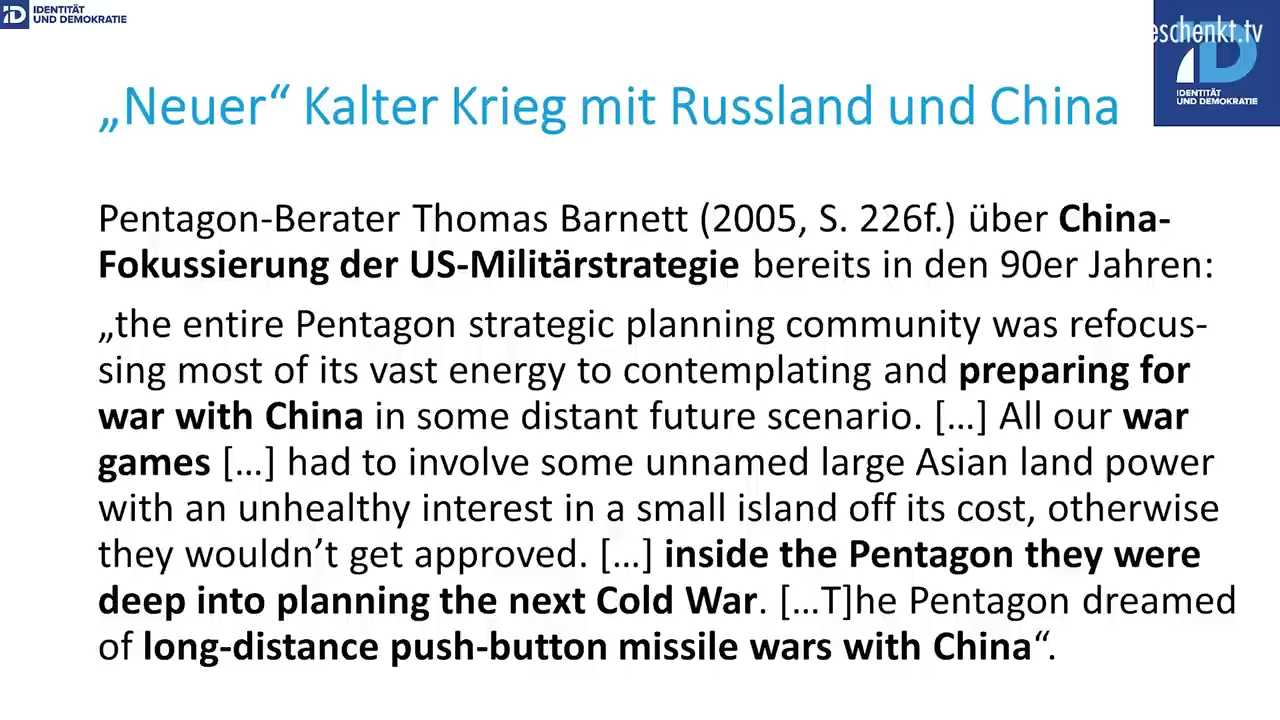 IDENTITÄT
UND DEMOKRATIE
eschenkt.tv
iD
IDENTITÄT
UND DEMOKRATIE
„Neuer“ Kalter Krieg mit Russland und China
Pentagon-Berater Thomas Barnett (2005, S. 226f.) über China-
Fokussierung der US-Militärstrategie bereits in den 90er Jahren:
„the entire Pentagon strategic planning community was refocus-
sing most of its vast energy to contemplating and preparing for
war with China in some distant future scenario. […] All our war
games […] had to involve some unnamed large Asian land power
with an unhealthy interest in a small island off its cost, otherwise
they wouldn’t get approved. […] inside the Pentagon they were
deep into planning the next Cold War. […T]he Pentagon dreamed
of long-distance push-button missile wars with China“.